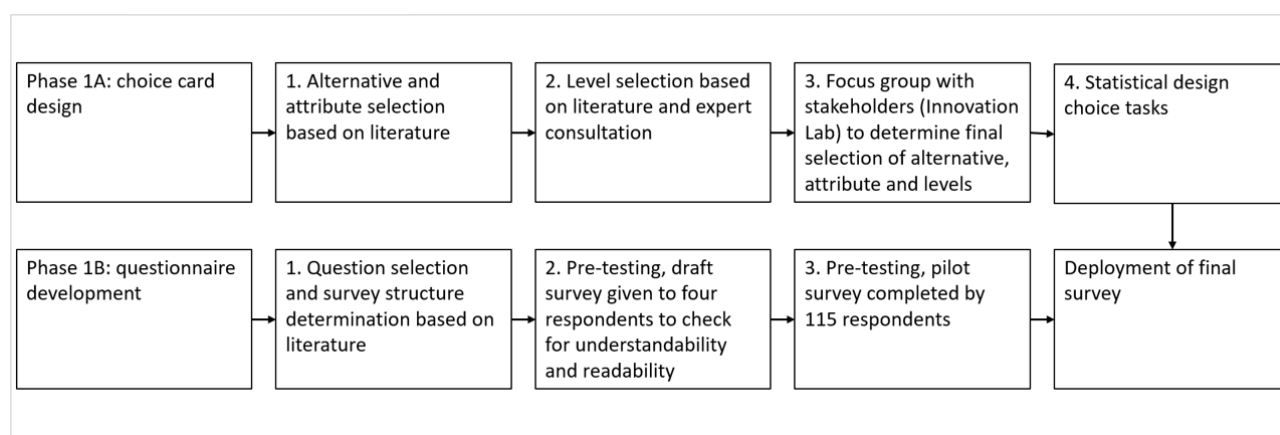 Phase 1A: choice card
design
1. Alternative and
attribute selection
based on literature
2. Level selection based
on literature and expert
consultation
3. Focus group with
stakeholders (Innovation
Lab) to determine final
selection of alternative,
attribute and levels
4. Statistical design
choice tasks
Phase 1B: questionnaire
development
1. Question selection
and survey structure
determination based on
literature
2. Pre-testing, draft
survey given to four
respondents to check
for understandability
and readability
3. Pre-testing, pilot
survey completed by
115 respondents
Deployment of final
survey